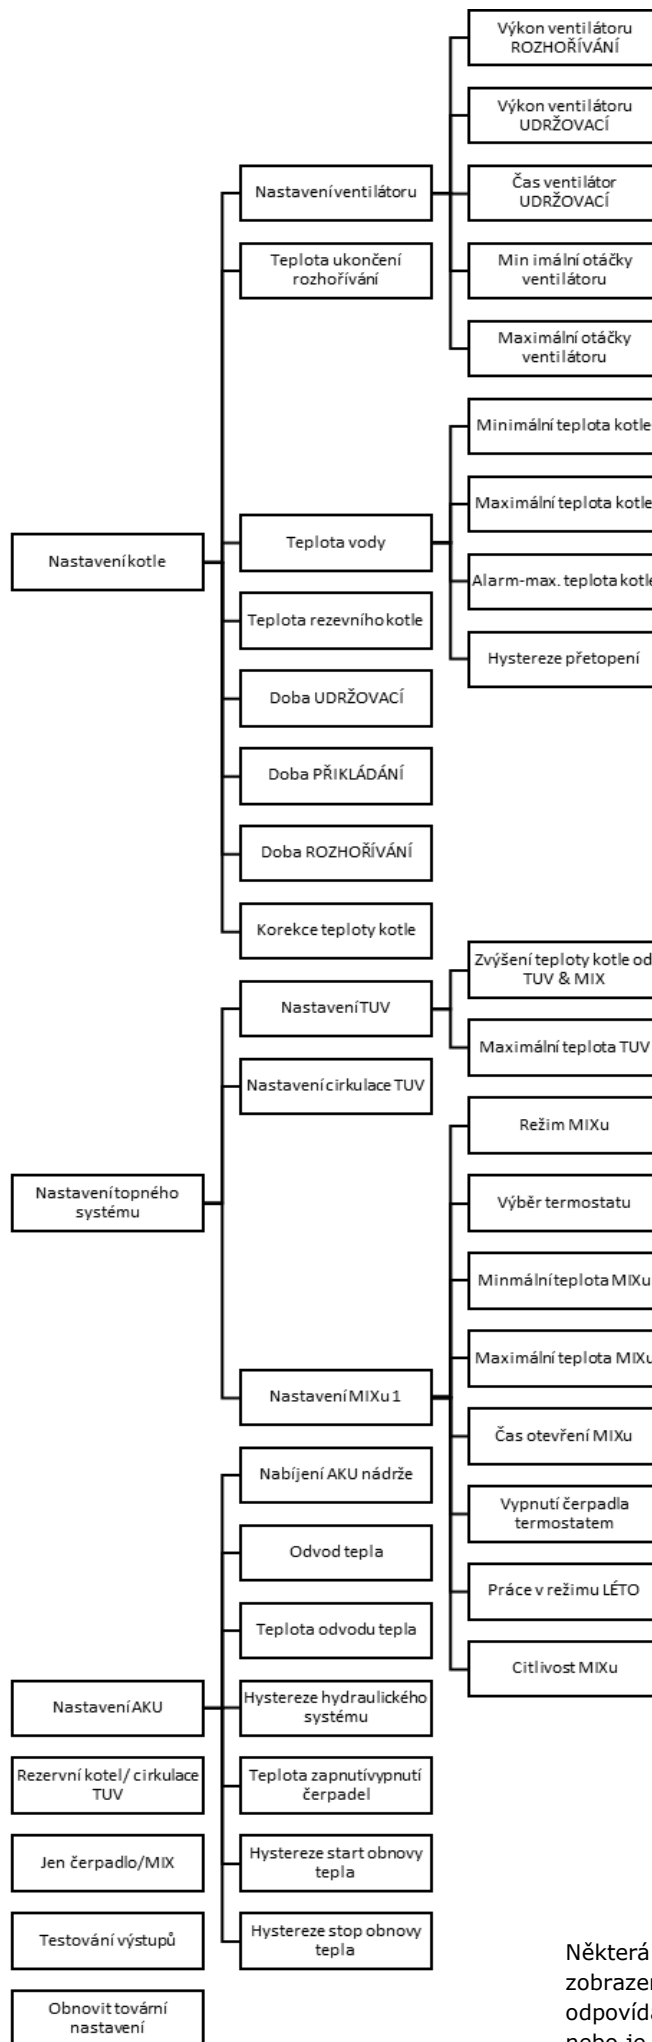 Výkon ventilátoru
ROZHOŘÍVÁNÍ
Výkon ventilátoru
UDRŽOVACÍ
Nastavení ventilátoru
Čas ventilátor
UDRŽOVACÍ
Teplota ukončení
rozhořívání
Min imální otáčky
ventilátoru
Maximální otáčky
ventilátoru
Minimální teplota kotle
Maximální teplota kotle
Nastavení kotle
Teplota vody
Alarm-max. teplota kotle
Teplota rezevního kotle
Hystereze přetopení
Doba UDRŽOVACÍ
Doba PŘIKLÁDÁNÍ
Doba ROZHOŘÍVÁNÍ
Korekce teploty kotle
Zvýšení teploty kotle od
TUV & MIX
Nastavení TUV
Maximální teplota TUV
Nastavení cirkulace TUV
Režim MIXu
Nastavení topného
systému
Výběr termostatu
Minmální teplota MIXu
Maximální teplota MIXu
Nastavení MIXu 1
Čas otevření MIXu
Nabíjení AKU nádrže
Vypnutí čerpadla
termostatem
Odvod tepla
Práce v režimu LÉTO
Teplota odvodu tepla
Citlivost MIXu
Nastavení AKU
Hystereze hydraulického
systému
Rezervní kotel/ cirkulace
TUV
Teplota zapnutívypnutí
čerpadel
Jen čerpadlo/MIX
Hystereze start obnovy
tepla
Testování výstupů
Hystereze stop obnovy
tepla
Obnovit tovární
nastavení
Některá
nebo je